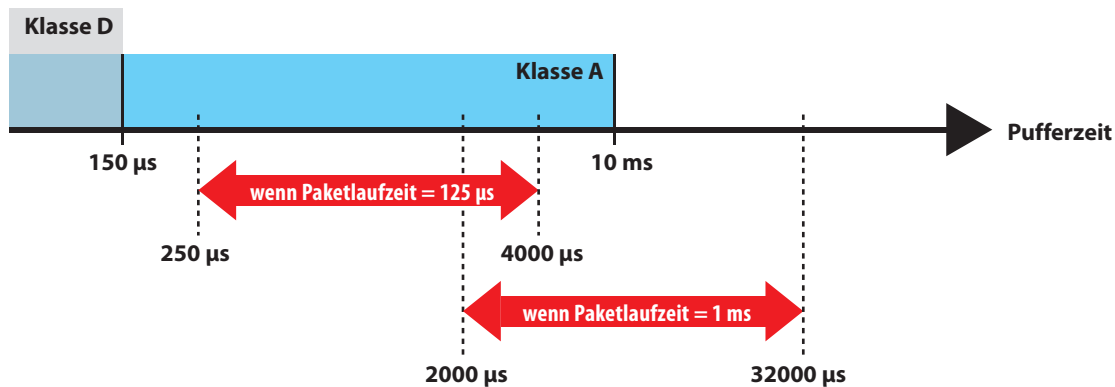 Klasse D
Klasse A
Pufferzeit
150 µs
10 ms
wenn Paketlaufzeit = 125 µs
250 µs
4000 µs
wenn Paketlaufzeit = 1 ms
2000 µs
32000 µs